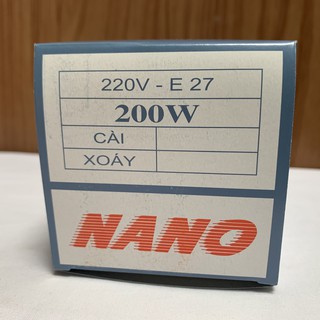 220V - E 27
200W
CÀI
XOÁY
NANO